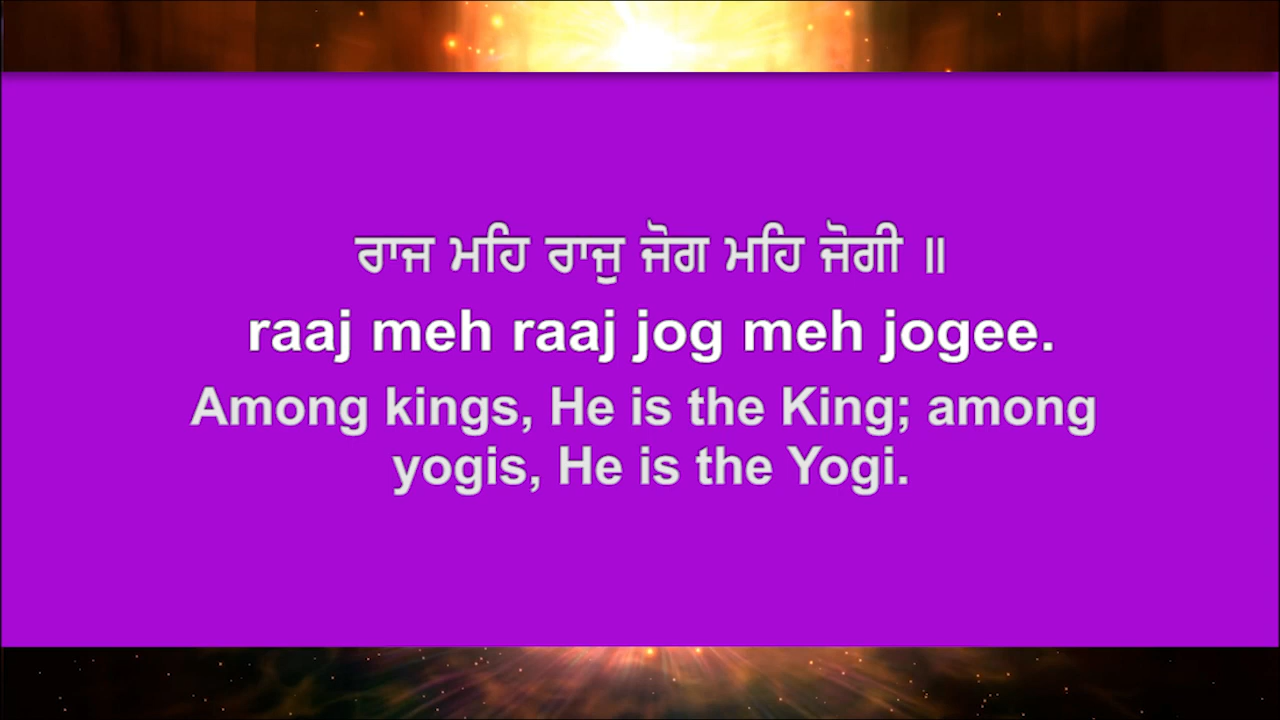 ਰਾਜ ਮਹਿ ਰਾਜੁ ਜੋਗ ਮਹਿ ਜੋਗੀ ॥
raaj meh raaj jog meh jogee.
Among kings, He is the King; among
yogis, He is the Yogi.